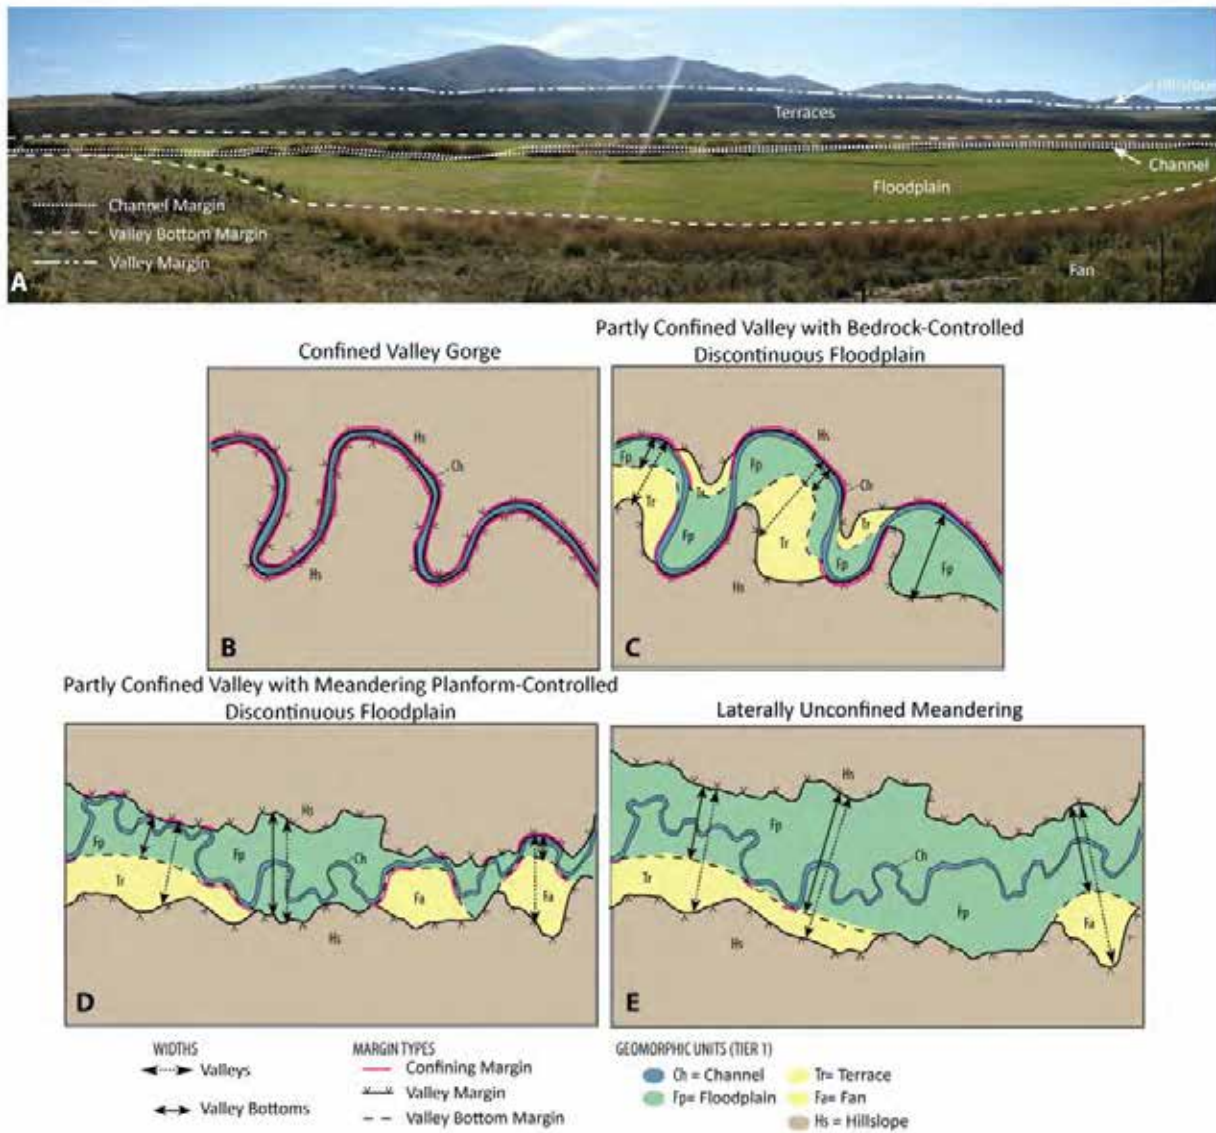 Hillslope
Terraces
Channel
Floodplain
Channel Margin
Valley Bottom Margin
Valley Margin
Fan
A
Confined Valley Gorge
Hs
Ch
Hs
B
Partly Confined Valley with Bedrock-Controlled
Discontinuous Floodplain
Hs
Fp
Tr
Tr
Fp
Ch
Tr
Fp
Tr
Fp
Fp
Hs
C
Partly Confined Valley with Meandering Planform-Controlled
Discontinuous Floodplain
Hs
Fp
Fp
Ch
Tr
Fa
Fa
Hs
D
Laterally Unconfined Meandering
Hs
Fp
Ch
Tr
Fp
Fa
Hs
E
WIDTHS
Valleys
Valley Bottoms
MARGIN TYPES
Confining Margin
Valley Margin
Valley Bottom Margin
GEOMORPHIC UNITS (TIER 1)
Ch = Channel
Fp= Floodplain
Tr= Terrace
Fa= Fan
Hs = Hillslope